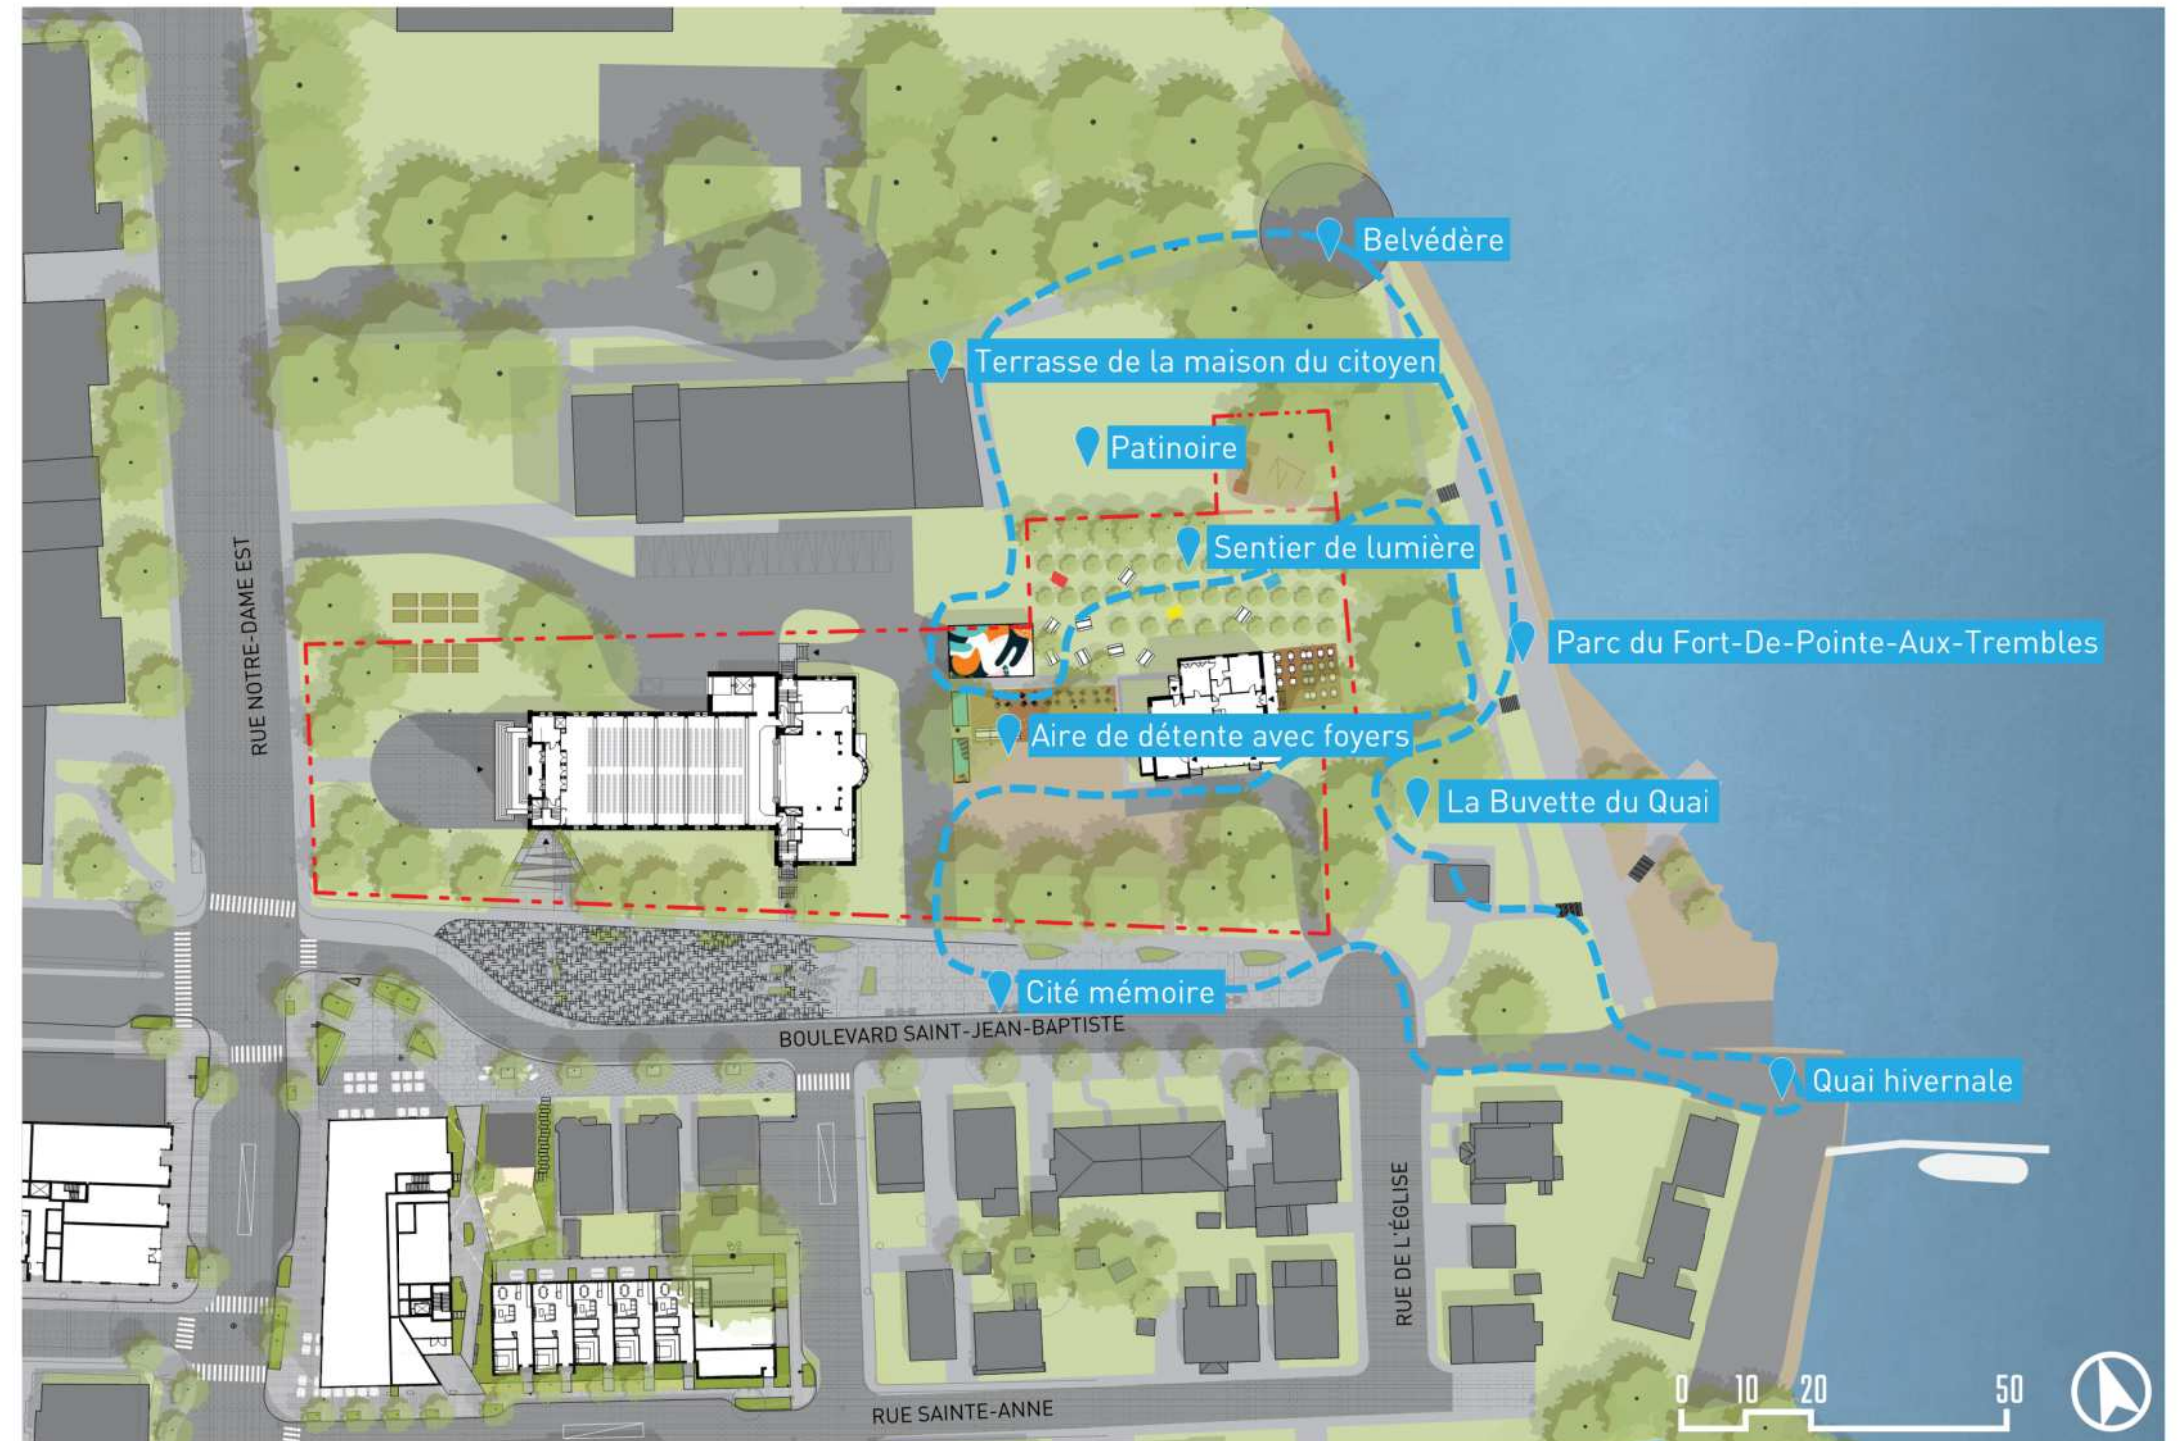 Belvédère
Terrasse de la maison du citoyen
Patinoire
Sentier de lumière
RUE NOTRE-DAME EST
Parc du Fort-De-Pointe-Aux-Trembles
Aire de détente avec foyers
La Buvette du Quai
Cité mémoire
BOULEVARD SAINT-JEAN-BAPTISTE
Quai hivernale
RUE DE L'ÉGLISE
0 10 20 50
RUE SAINTE-ANNE